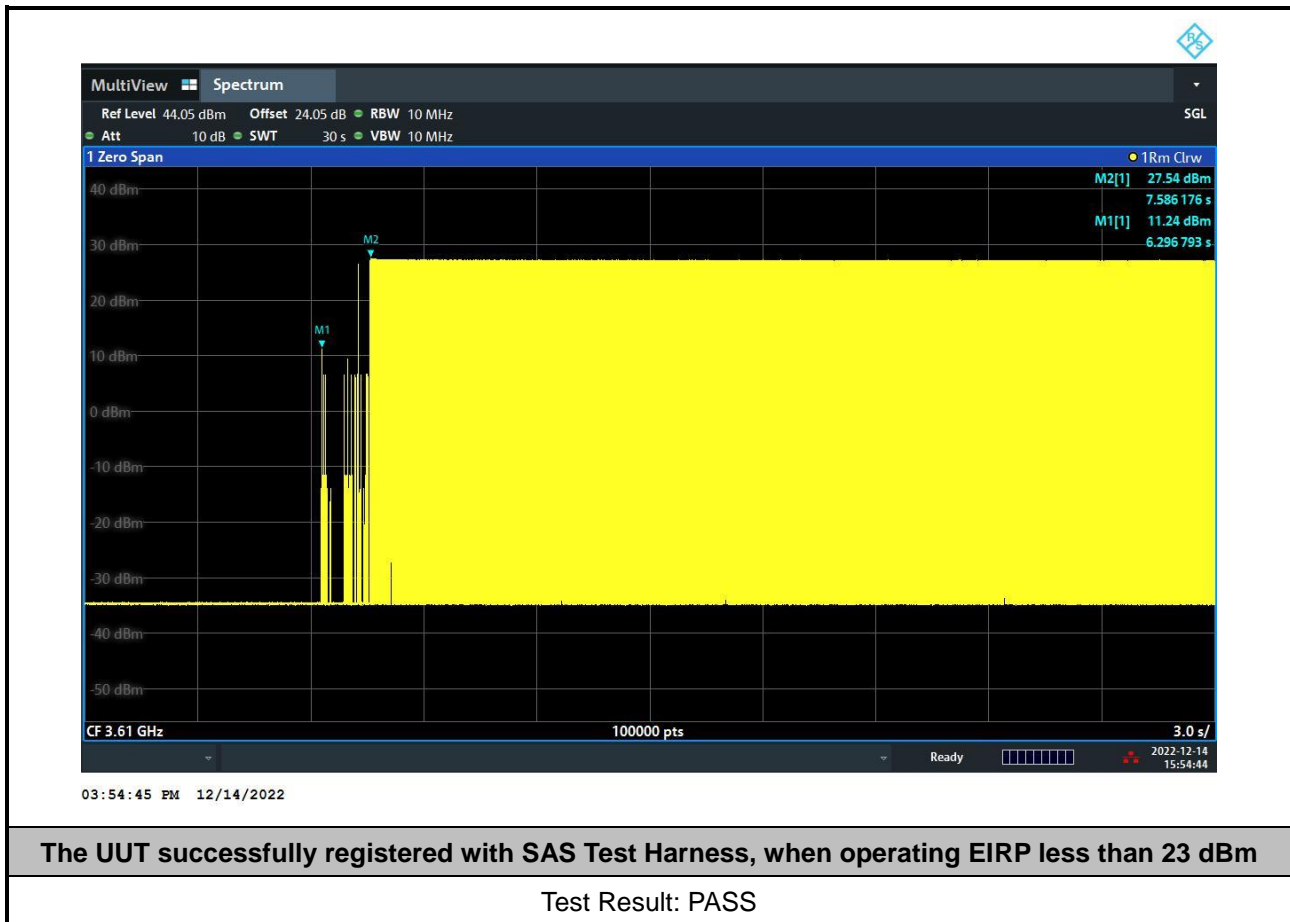 R&S
MultiView Spectrum
Ref Level 44.05 dBm Offset 24.05 dB RBW 10 MHz SGL
Att 10 dB SWT 30 s VBW 10 MHz
1 Zero Span 1Rm Clrw
M2[1] 27.54 dBm
40 dBm
7.586 176 s
M1[1] 11.24 dBm
M2
30 dBm 6.296 793 s
20 dBm
M1
10 dBm
0 dBm
-10 dBm
-20 dBm
-30 dBm
-40 dBm
-50 dBm
CF 3.61 GHz 100000 pts 3.0 s/
Ready 2022-12-14
15:54:44
03:54:45 PM 12/14/2022
The UUT successfully registered with SAS Test Harness, when operating EIRP less than 23 dBm
Test Result: PASS